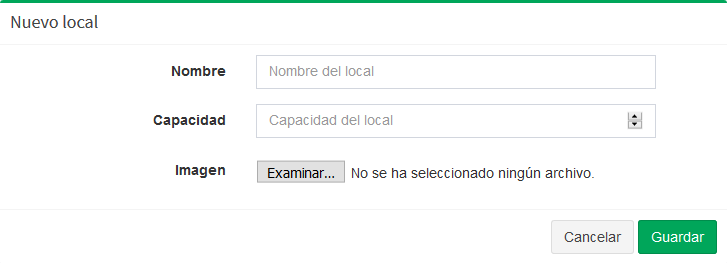 Nuevo local
Nombre Nombre del local
Capacidad Capacidad del local
Imagen Examinar... No se ha seleccionado ningún archivo.
Cancelar Guardar